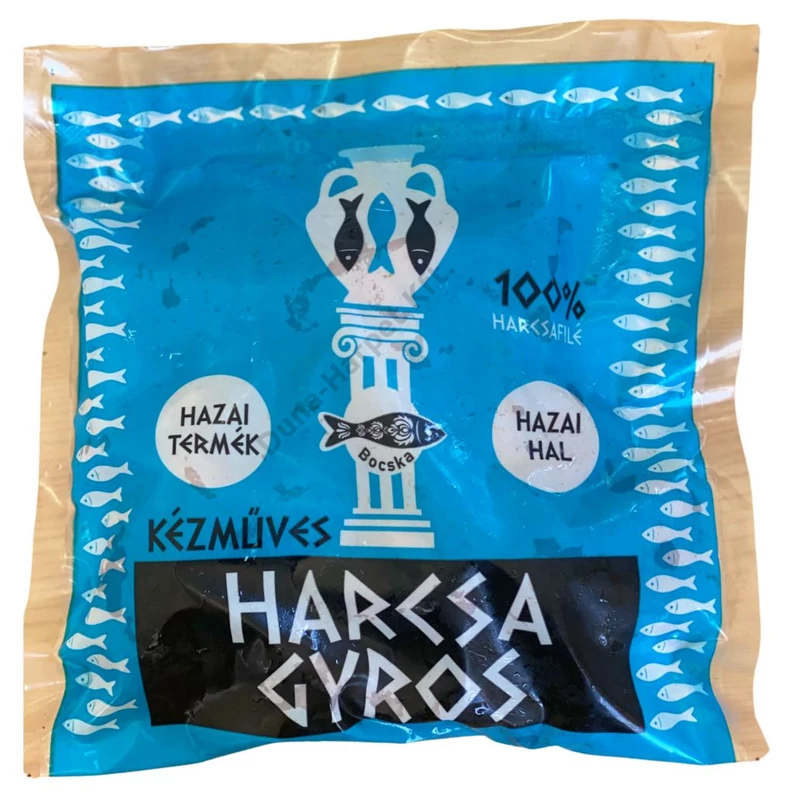 100%
HARCSAFILÉ
HAZAI
TERMÉK
HAZAI
HAL
Bocska
KÉZMŰVES
HARCSA
GYROS